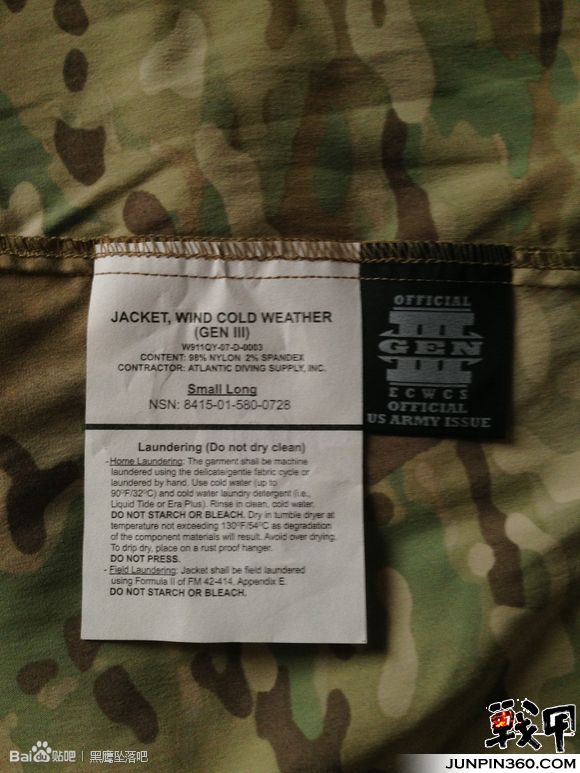 JACKET, WIND COLD WEATHER
(GEN III)
W911QY-07-D-0003
CONTENT: 98% NYLON 2% SPANDEX
CONTRACTOR: ATLANTIC DIVING SUPPLY, INC.
Small Long
NSN: 8415-01-580-0728
Laundering (Do not dry clean)
- Home Laundering: The garment shall be machine
laundered using the delicate/gentle fabric cycle or
laundered by hand. Use cold water (up to
90°F/32°C) and cold water laundry detergent (i.e.,
Liquid Tide or Era Plus). Rinse in clean, cold water.
DO NOT STARCH OR BLEACH. Dry in tumble dryer at
temperature not exceeding 130°F/54°C as degradation
of the component materials will result. Avoid over drying.
To drip dry, place on a rust proof hanger.
DO NOT PRESS.
- Field Laundering: Jacket shall be field laundered
using Formula II of FM 42-414, Appendix E.
DO NOT STARCH OR BLEACH.
OFFICIAL
III
GEN
ECWCS
OFFICIAL
US ARMY ISSUE
Bai贴吧 | 黑鹰坠落吧
战甲
JUNPIN360.COM